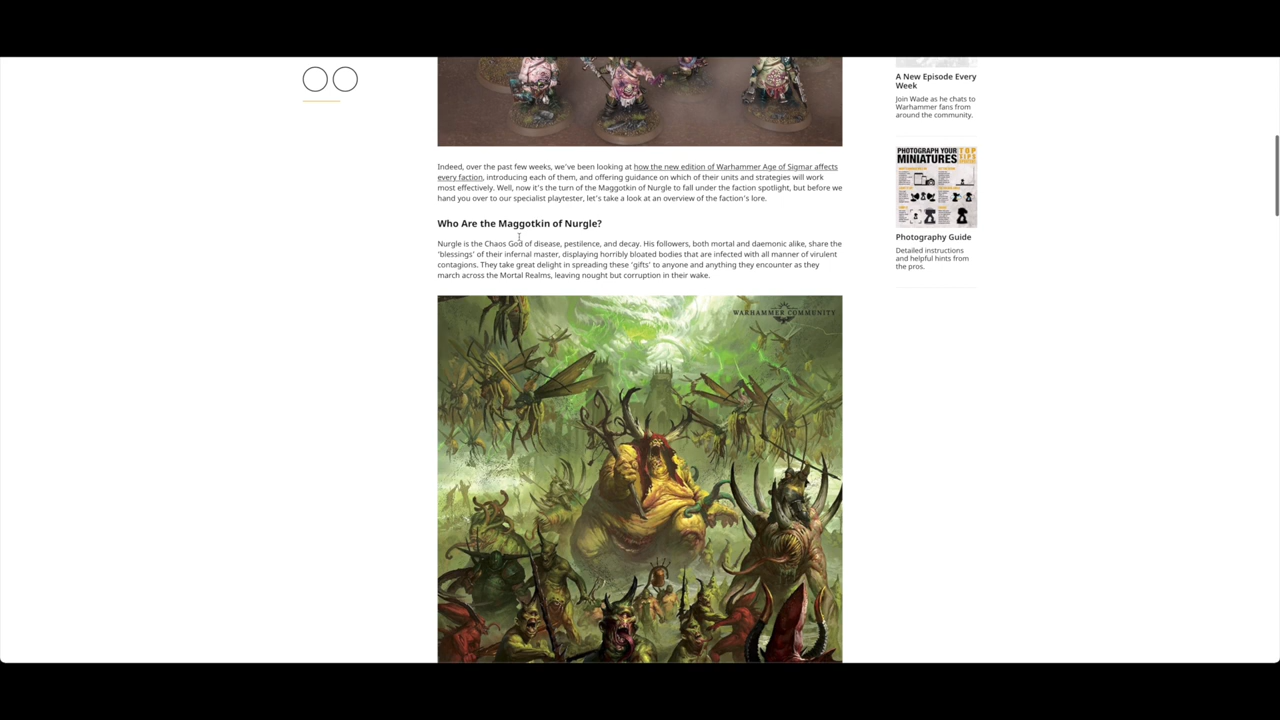 Indeed, over the past few weeks, we've been looking at how the new edition of Warhammer Age of Sigmar affects
every faction, introducing each of them, and offering guidance on which of their units and strategies will work
most effectively. Well, now it's the turn of the Maggotkin of Nurgle to fall under the faction spotlight, but before we
hand you over to our specialist playtester, let's take a look at an overview of the faction's lore.
Who Are the Maggotkin of Nurgle?
Nurgle is the Chaos God of disease, pestilence, and decay. His followers, both mortal and daemonic alike, share the
'blessings' of their infernal master, displaying horribly bloated bodies that are infected with all manner of virulent
contagions. They take great delight in spreading these 'gifts' to anyone and anything they encounter as they
march across the Mortal Realms, leaving nought but corruption in their wake.
WARHAMMER COMMUNITY
A New Episode Every
Week
Join Wade as he chats to
Warhammer fans from
around the community.
PHOTOGRAPH YOUR
MINIATURES
TOP
TIPS
Photography Guide
Detailed instructions
and helpful hints from
the pros.